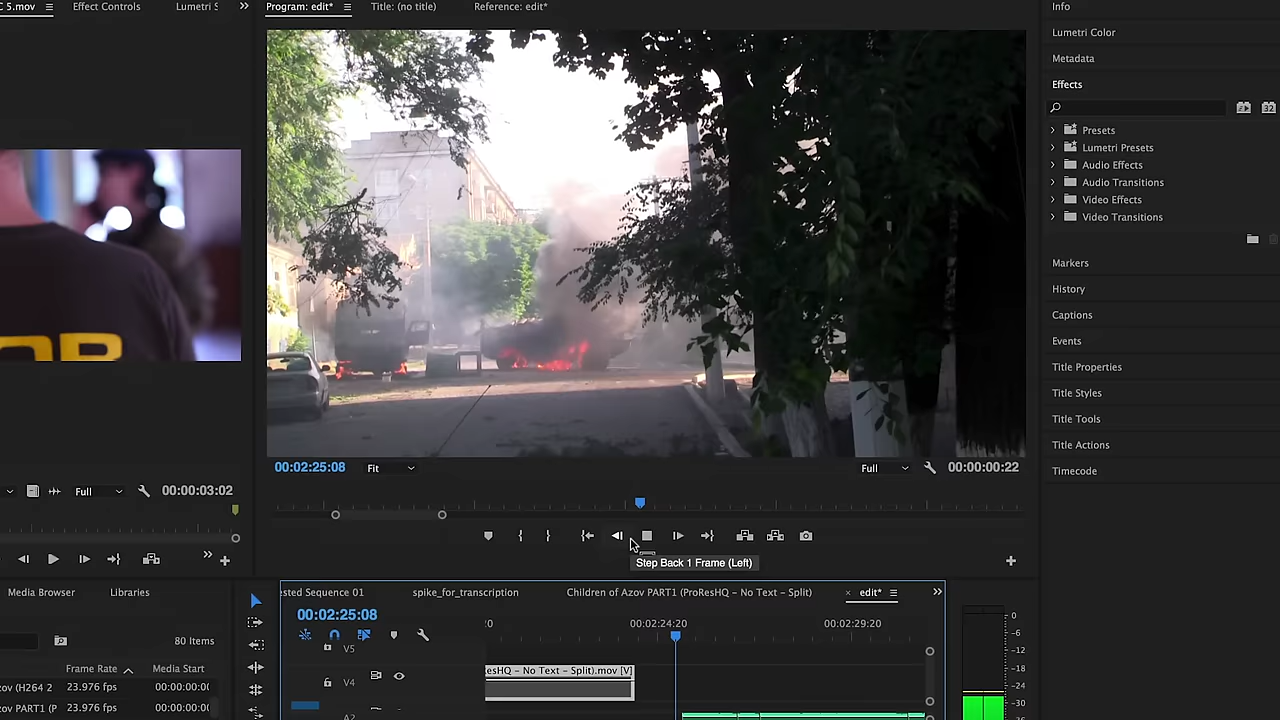 5.mov
Effect Controls
Lumetri S
Program: edit*
Title: (no title)
Reference: edit*
Info
Lumetri Color
Metadata
Effects
Presets
Lumetri Presets
Audio Effects
Audio Transitions
Video Effects
Video Transitions
Markers
History
Captions
Events
Title Properties
Title Styles
Title Tools
Title Actions
Timecode
00:02:25:08
Fit
Full
00:00:00:22
Full
00:00:03:02
Step Back 1 Frame (Left)
Media Browser
Libraries
80 Items
Frame Rate
Media Start
zov (H264 2
23.976 fps
00:00:00:0
zov PART1 (P
23.976 fps
00:00:00:0
ested Sequence 01
spike_for_transcription
Children of Azov PART1 (ProResHQ – No Text – Split)
edit*
00:02:25:08
:20
00:02:24:20
00:02:29:20
V5
esHQ – No Text – Split).mov [V]
V4
A2
0
-6
-12
-18
-24
-30